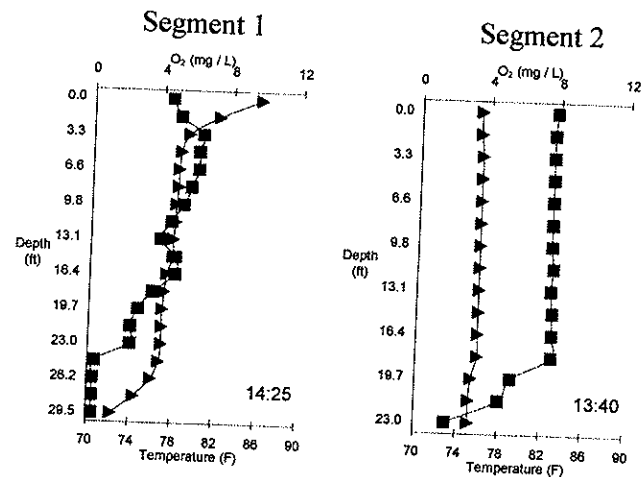 Segment 1
O₂ (mg / L)
0 4 8 12
0.0
3.3
6.6
9.8
Depth
(ft)
13.1
16.4
19.7
23.0
26.2
29.5
14:25
70 74 78 82 86 90
Temperature (F)
Segment 2
O₂ (mg / L)
0 4 8 12
0.0
3.3
6.6
9.8
Depth
(ft)
13.1
16.4
19.7
23.0
13:40
70 74 78 82 86 90
Temperature (F)